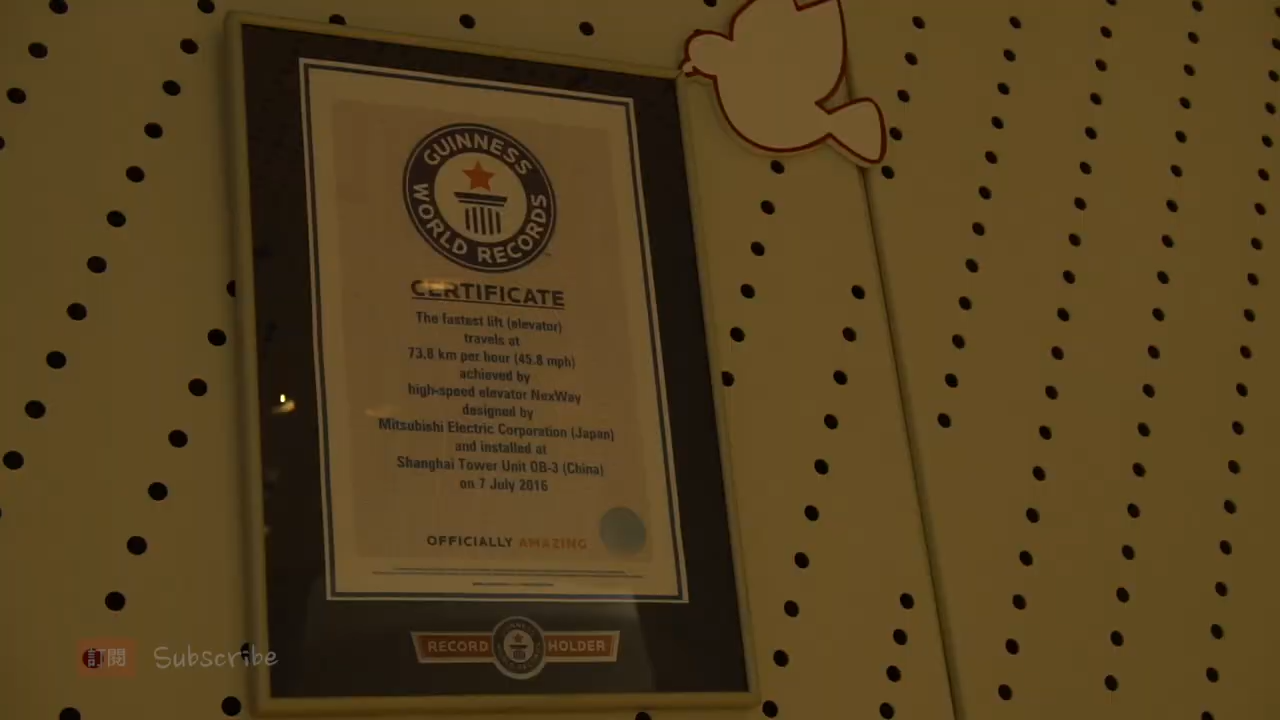 GUINNESS
WORLD RECORDS
CERTIFICATE
The fastest lift (elevator)
travels at
73.8 km per hour (45.8 mph)
achieved by
high-speed elevator NexWay
designed by
Mitsubishi Electric Corporation (Japan)
and installed at
Shanghai Tower Unit OB-3 (China)
on 7 July 2016
OFFICIALLY AMAZING
RECORD HOLDER
訂閱 Subscribe